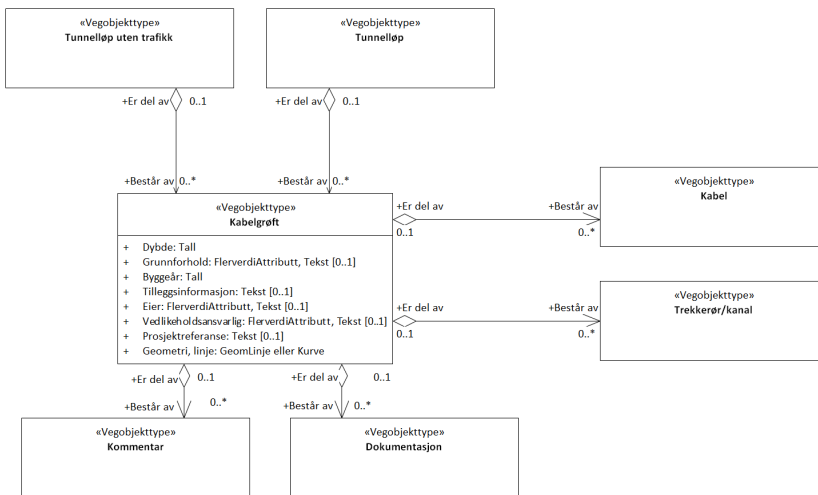 «Vegobjekttype»
Tunnelløp uten trafikk
«Vegobjekttype»
Tunnelløp
+Er del av 0..1
+Er del av 0..1
+Består av 0..*
+Består av 0..*
«Vegobjekttype»
Kabelgrøft
+ Dybde: Tall
+ Grunnforhold: FlerverdiAttributt, Tekst [0..1]
+ Byggeår: Tall
+ Tilleggsinformasjon: Tekst [0..1]
+ Eier: FlerverdiAttributt, Tekst [0..1]
+ Vedlikeholdsansvarlig: FlerverdiAttributt, Tekst [0..1]
+ Prosjektreferanse: Tekst [0..1]
+ Geometri, linje: GeomLinje eller Kurve
+Er del av
0..1
+Består av
0..*
«Vegobjekttype»
Kabel
+Er del av
0..1
+Består av
0..*
«Vegobjekttype»
Trekkerør/kanal
+Er del av 0..1
+Består av 0..*
+Er del av 0..1
+Består av 0..*
«Vegobjekttype»
Kommentar
«Vegobjekttype»
Dokumentasjon